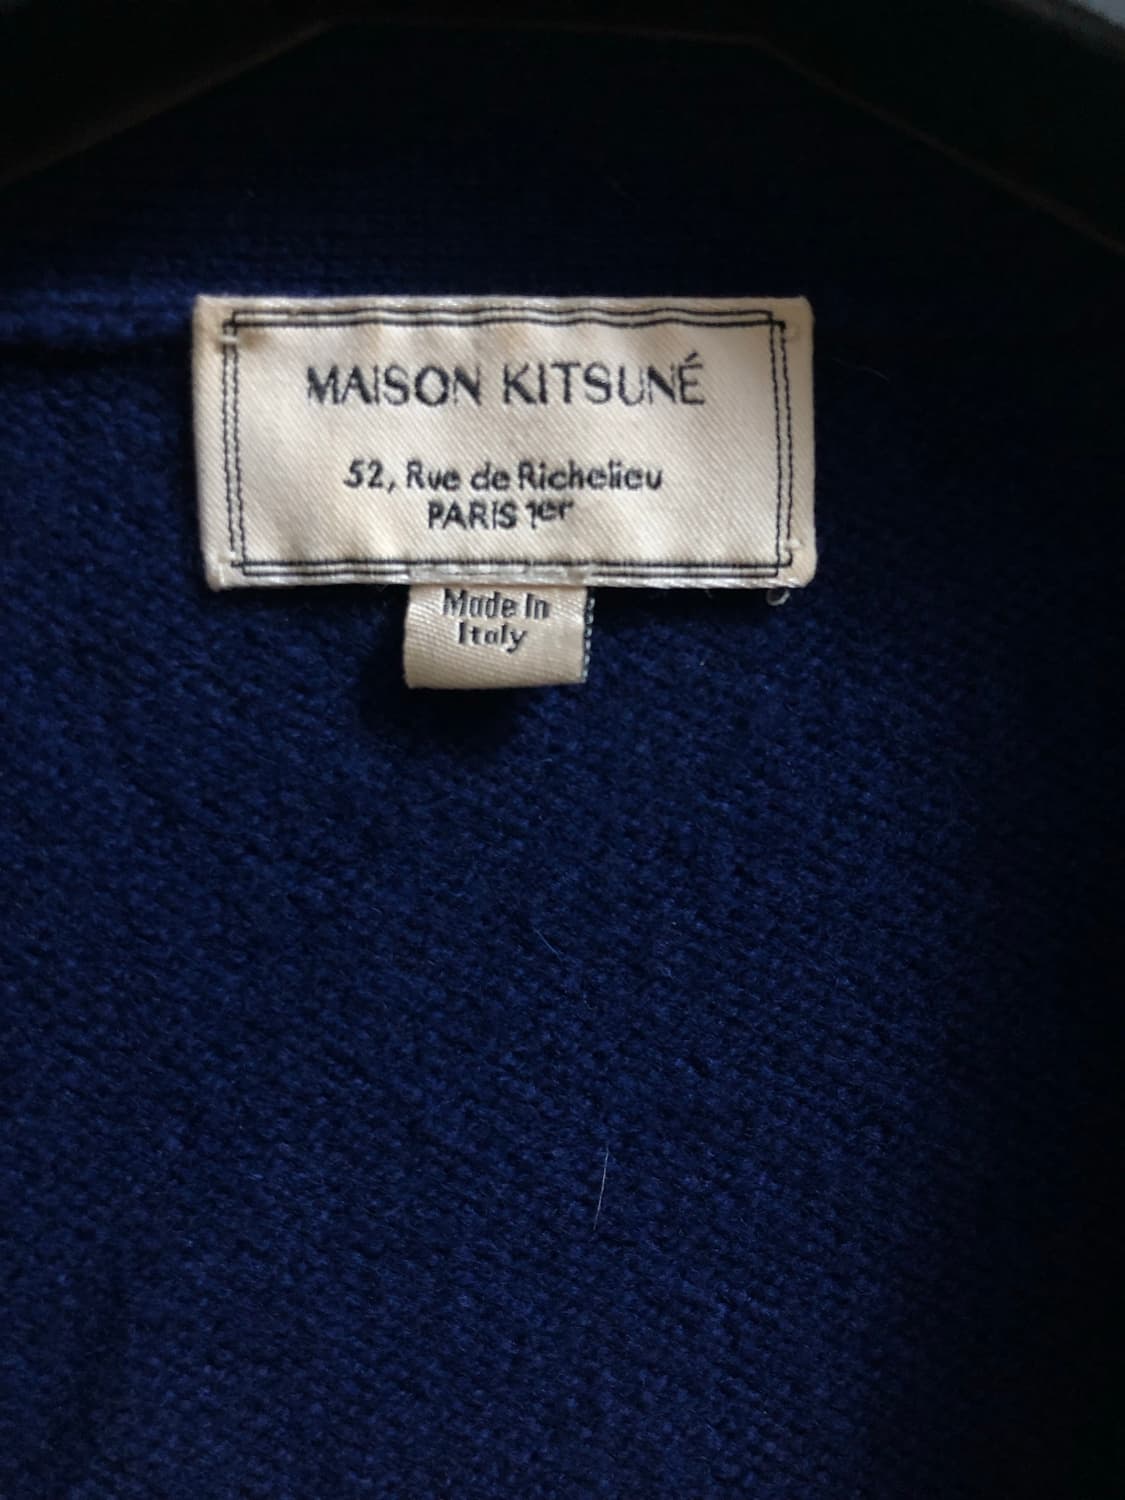 MAISON KITSUNÉ
52, Rue de Richelieu
PARIS 1er
Made In
Italy